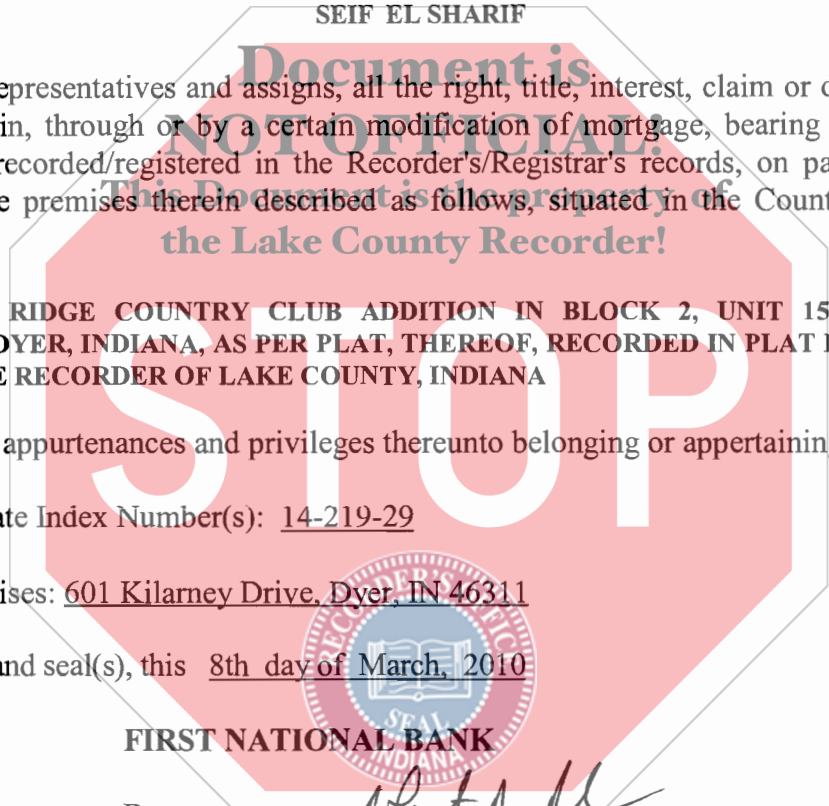 SEIF EL SHARIF
Document is
epresentatives and assigns, all the right, title, interest, claim or
in, through or by a certain modification of mortgage, bearing
NOT OFFICIAL!
recorded/registered in the Recorder's/Registrar's records, on pa
This Document is the property of
e premises therein described as follows, situated in the Count
the Lake County Recorder!
RIDGE COUNTRY CLUB ADDITION IN BLOCK 2, UNIT 15
DYER, INDIANA, AS PER PLAT, THEREOF, RECORDED IN PLAT
E RECORDER OF LAKE COUNTY, INDIANA
STOP
appurtenances and privileges thereunto belonging or appertainin
ate Index Number(s): 14-219-29
ises: 601 Kilarney Drive, Dyer, IN 46311
RECORDER'S OFFICE
and seal(s), this 8th day of March, 2010
SEAL
INDIANA
FIRST NATIONAL BANK